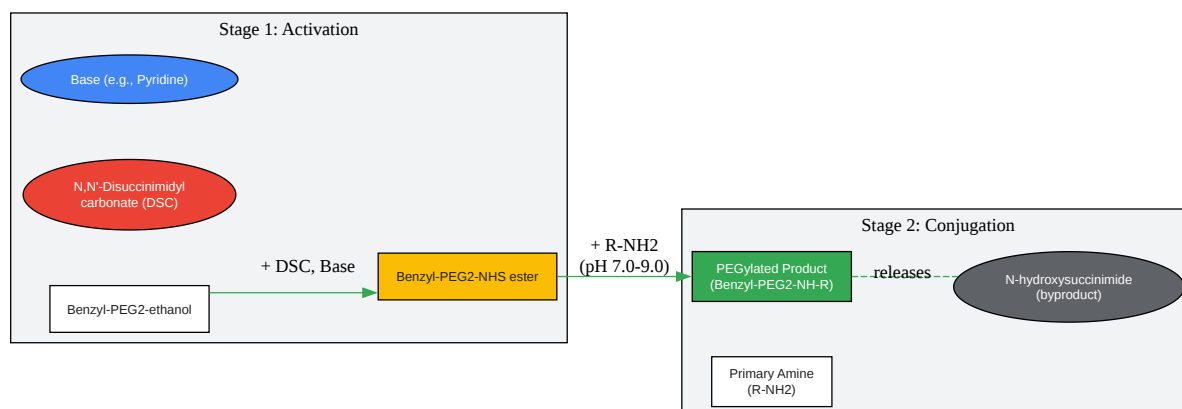 Stage 1: Activation
Base (e.g., Pyridine)
N,N'-Disuccinimidyl
carbonate (DSC)
+ DSC, Base
Benzyl-PEG2-ethanol
Benzyl-PEG2-NHS ester
+ R-NH2
(pH 7.0-9.0)
Stage 2: Conjugation
PEGylated Product
(Benzyl-PEG2-NH-R)
releases
N-hydroxysuccinimide
(byproduct)
Primary Amine
(R-NH2)